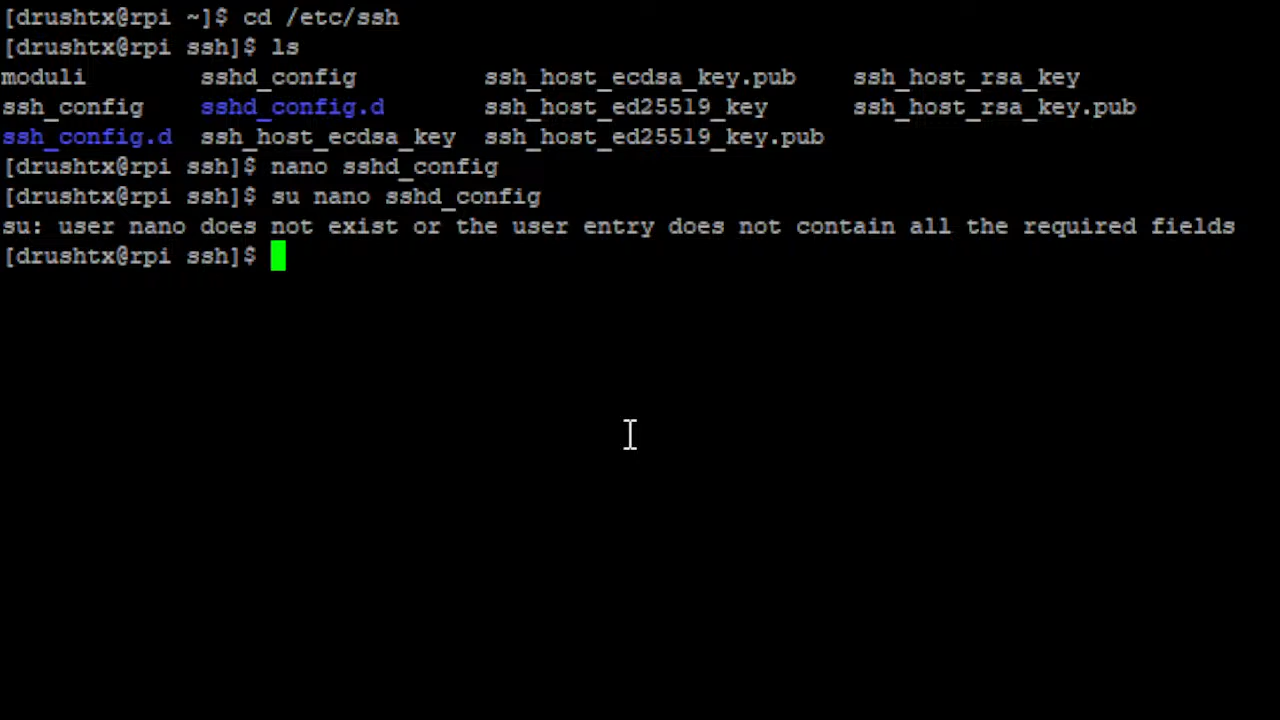 [drushtx@rpi ~]$ cd /etc/ssh
[drushtx@rpi ssh]$ ls
moduli        sshd_config         ssh_host_ecdsa_key.pub    ssh_host_rsa_key
ssh_config    sshd_config.d       ssh_host_ed25519_key      ssh_host_rsa_key.pub
ssh_config.d  ssh_host_ecdsa_key  ssh_host_ed25519_key.pub
[drushtx@rpi ssh]$ nano sshd_config
[drushtx@rpi ssh]$ su nano sshd_config
su: user nano does not exist or the user entry does not contain all the required fields
[drushtx@rpi ssh]$